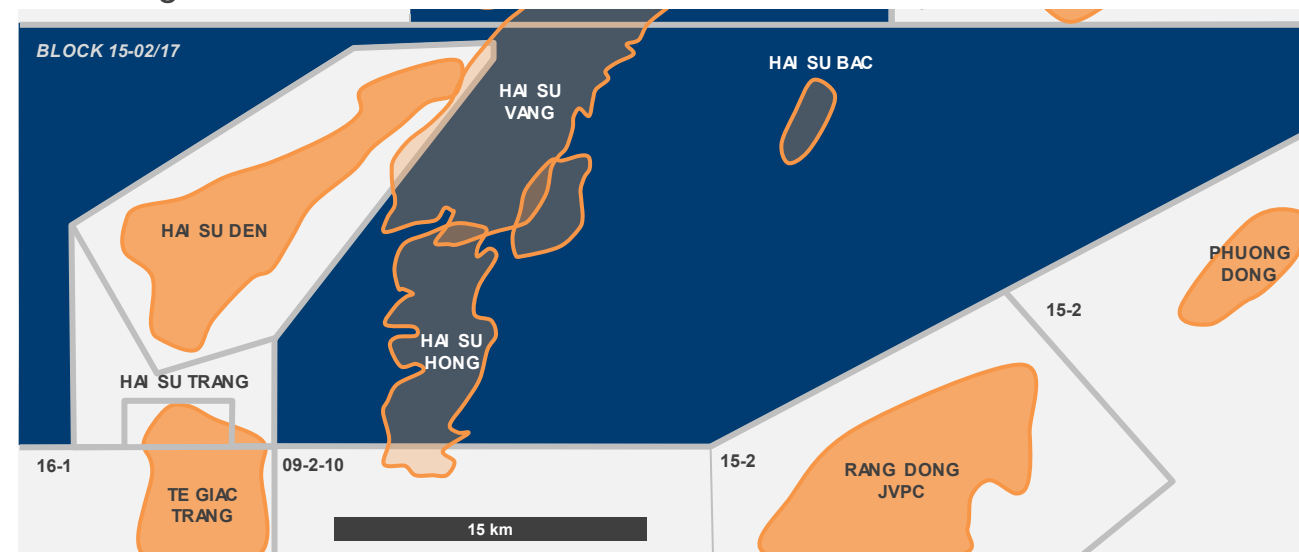 BLOCK 15-02/17
HAI SU BAC
HAI SU
VANG
HAI SU DEN
PHUONG
DONG
15-2
HAI SU
HONG
HAI SU TRANG
16-1
09-2-10
15-2
RANG DONG
JVPC
TE GIAC
TRANG
15 km